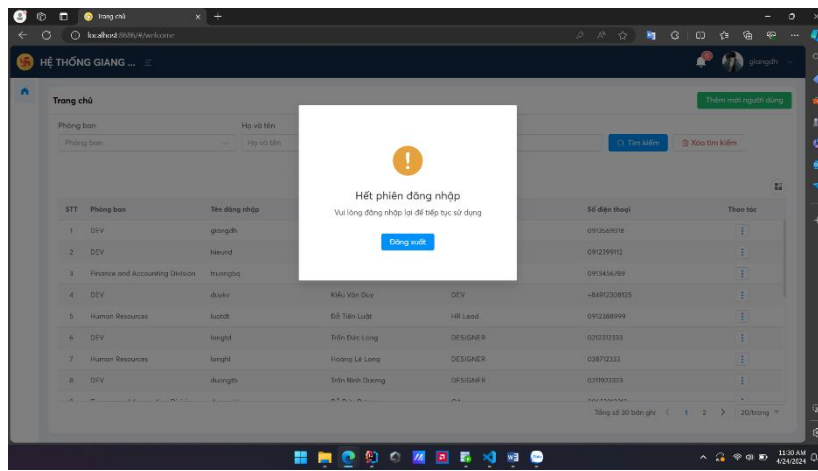 Trang chủ
localhost:8686/#/welcome
HỆ THỐNG GIANG ...
giangdh
Trang chủ
Thêm mới người dùng
Phòng ban
Họ và tên
Phòng ban
Họ và tên
Tìm kiếm
Xóa tìm kiếm
Hết phiên đăng nhập
Vui lòng đăng nhập lại để tiếp tục sử dụng
Đăng xuất
STT Phòng ban Tên đăng nhập Số điện thoại Thao tác
1 DEV giangdh 0913569318
2 DEV hieund 0912399112
3 Finance and Accounting Division truongbq 0913456789
4 DEV duykv Kiều Văn Duy DEV +84912308125
5 Human Resources luatdt Đỗ Tiến Luật HR Lead 0912388999
6 DEV longtd Trần Đức Long DESIGNER 0212312333
7 Human Resources longhl Hoàng Lê Long DESIGNER 038712333
8 DEV duongtb Trần Bình Dương DESIGNER 0211922323
Tổng số 30 bản ghi
1 2
20/trang
11:30 AM
4/24/2024